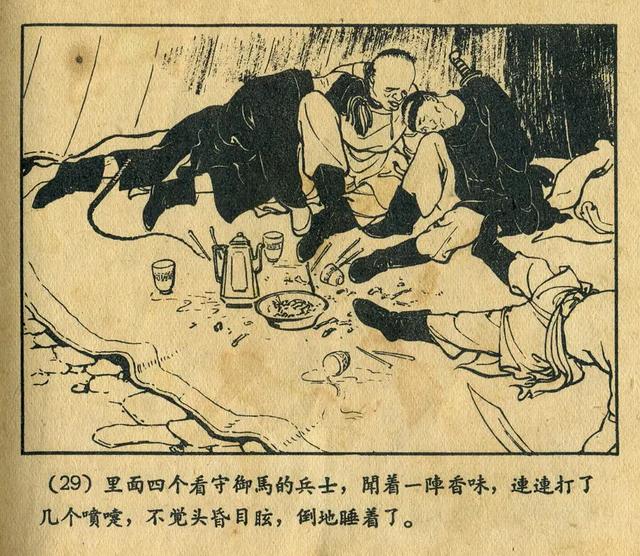 (29) 里面四个看守御馬的兵士，聞着一陣香味，連連打了
几个噴嚏，不覚头昏目眩，倒地睡着了。